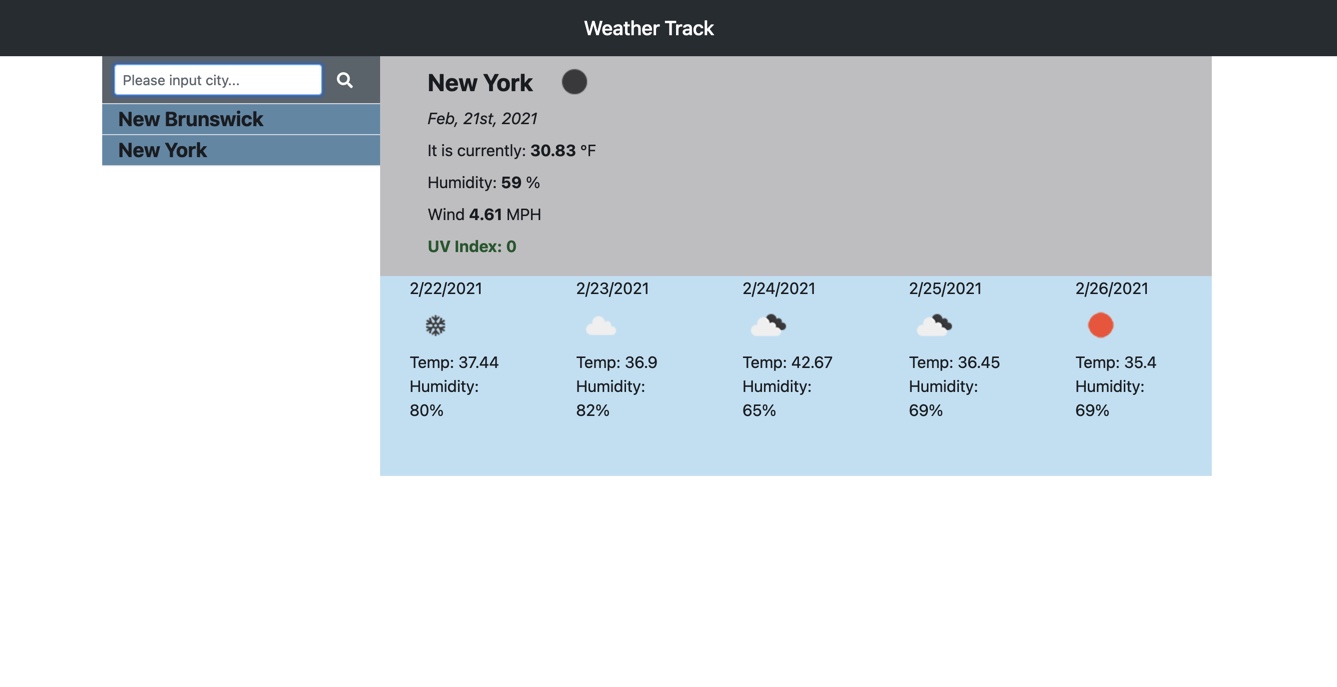 Weather Track
Please input city...
New Brunswick
New York
New York
Feb, 21st, 2021
It is currently: 30.83 °F
Humidity: 59 %
Wind 4.61 MPH
UV Index: 0
2/22/2021
Temp: 37.44
Humidity:
80%
2/23/2021
Temp: 36.9
Humidity:
82%
2/24/2021
Temp: 42.67
Humidity:
65%
2/25/2021
Temp: 36.45
Humidity:
69%
2/26/2021
Temp: 35.4
Humidity:
69%